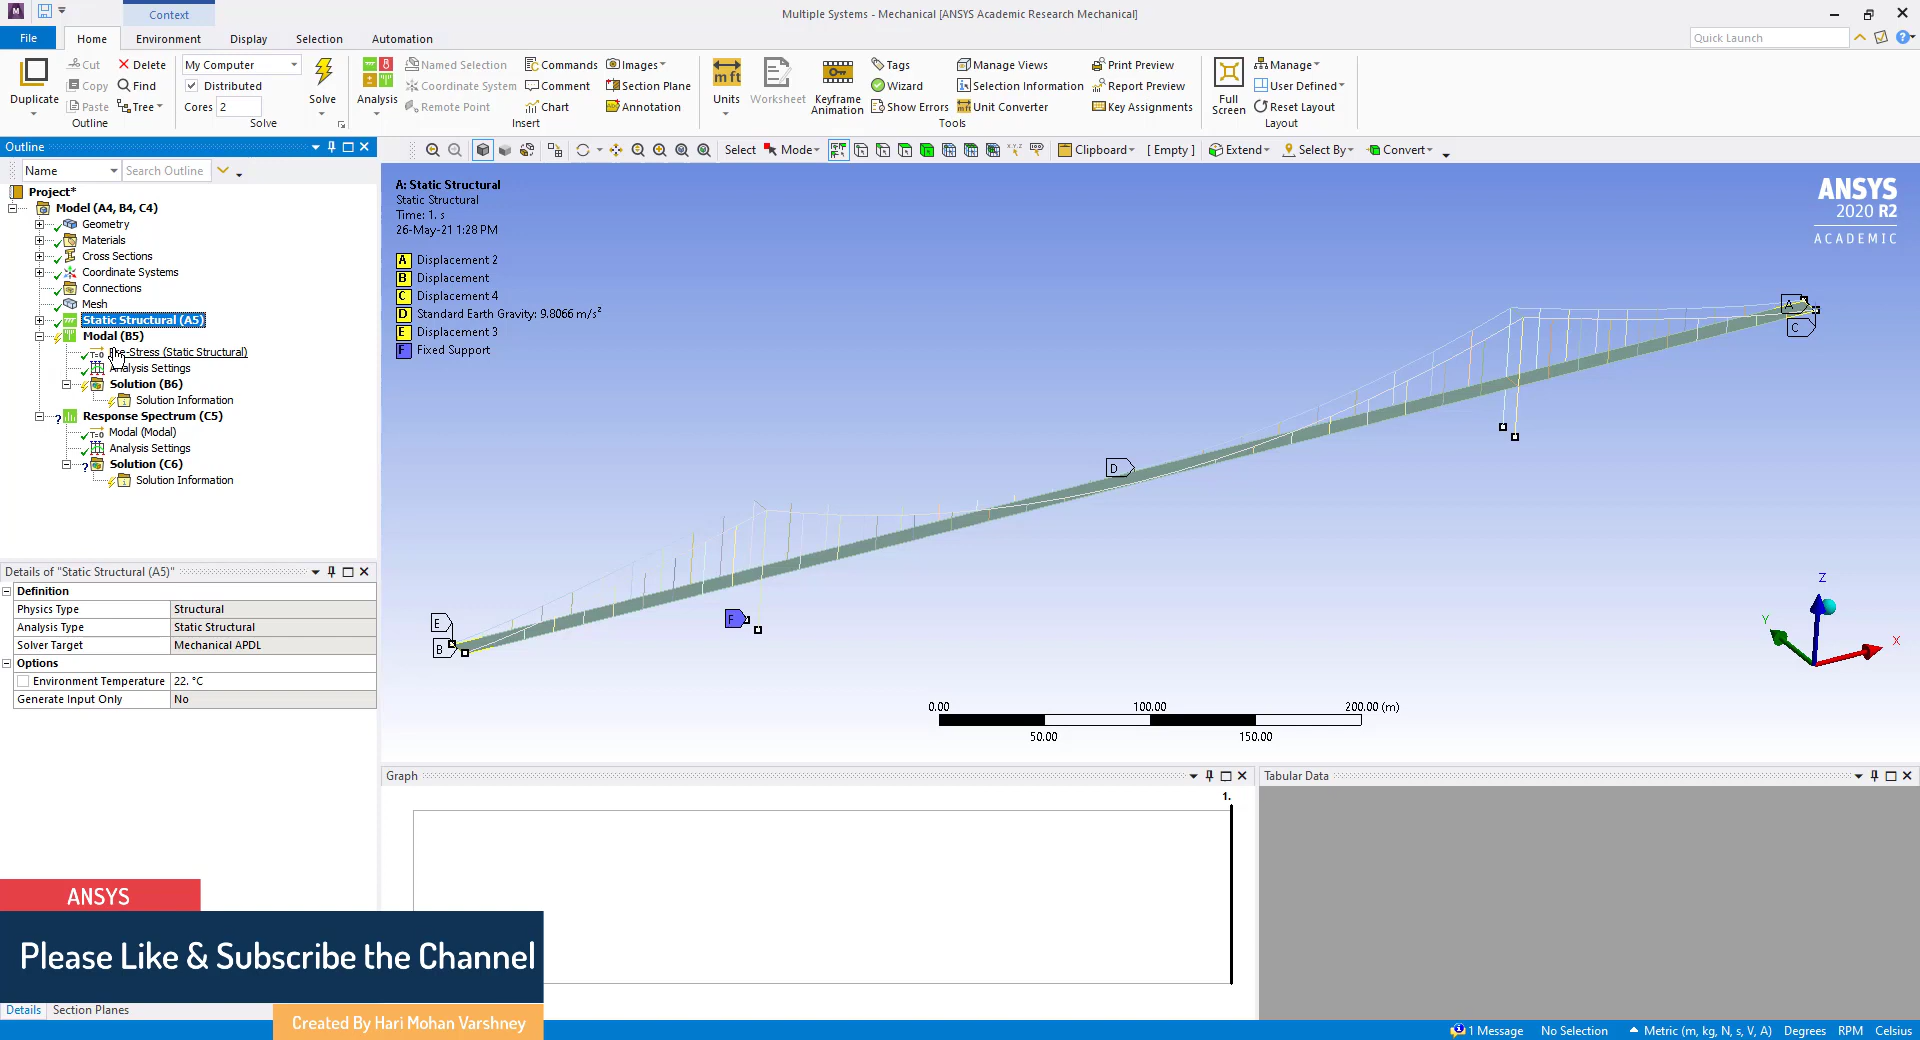 Context
Multiple Systems - Mechanical [ANSYS Academic Research Mechanical]
File Home Environment Display Selection Automation
Quick Launch
Cut Delete My Computer Named Selection Commands Images Tags Manage Views Print Preview Manage
Copy Find Distributed Coordinate System Comment Section Plane Wizard Selection Information Report Preview User Defined
Duplicate Paste Tree Cores 2 Solve Analysis Remote Point Chart Annotation Units Worksheet Keyframe Animation Show Errors Unit Converter Key Assignments Full Screen Reset Layout
Outline Solve Insert Tools Layout
Outline
Select Mode Clipboard [ Empty ] Extend Select By Convert
Name Search Outline
Project*
Model (A4, B4, C4)
Geometry
Materials
Cross Sections
Coordinate Systems
Connections
Mesh
Static Structural (A5)
Modal (B5)
-Stress (Static Structural)
Analysis Settings
Solution (B6)
Solution Information
Response Spectrum (C5)
Modal (Modal)
Analysis Settings
Solution (C6)
Solution Information
A: Static Structural
Static Structural
Time: 1. s
26-May-21 1:28 PM
A Displacement 2
B Displacement
C Displacement 4
D Standard Earth Gravity: 9.8066 m/s²
E Displacement 3
F Fixed Support
ANSYS
2020 R2
ACADEMIC
A
C
D
E
B
F
Z
Y
X
0.00 100.00 200.00 (m)
50.00 150.00
Details of "Static Structural (A5)"
Definition
Physics Type Structural
Analysis Type Static Structural
Solver Target Mechanical APDL
Options
Environment Temperature 22. °C
Generate Input Only No
Graph
Tabular Data
1.
ANSYS
Please Like & Subscribe the Channel
Created By Hari Mohan Varshney
Details Section Planes
1 Message No Selection Metric (m, kg, N, s, V, A) Degrees RPM Celsius